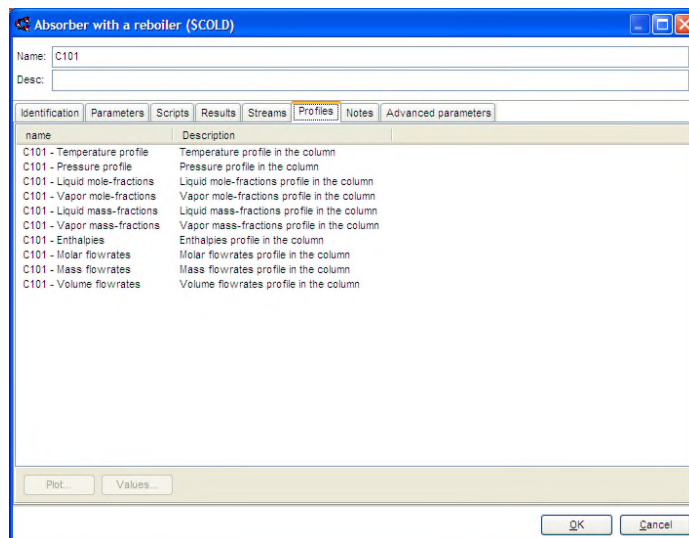 Absorber with a reboiler ($COLD)
Name: C101
Desc:
Identification Parameters Scripts Results Streams Profiles Notes Advanced parameters
name Description
C101 - Temperature profile Temperature profile in the column
C101 - Pressure profile Pressure profile in the column
C101 - Liquid mole-fractions Liquid mole-fractions profile in the column
C101 - Vapor mole-fractions Vapor mole-fractions profile in the column
C101 - Liquid mass-fractions Liquid mass-fractions profile in the column
C101 - Vapor mass-fractions Vapor mass-fractions profile in the column
C101 - Enthalpies Enthalpies profile in the column
C101 - Molar flowrates Molar flowrates profile in the column
C101 - Mass flowrates Mass flowrates profile in the column
C101 - Volume flowrates Volume flowrates profile in the column
Plot... Values...
OK Cancel